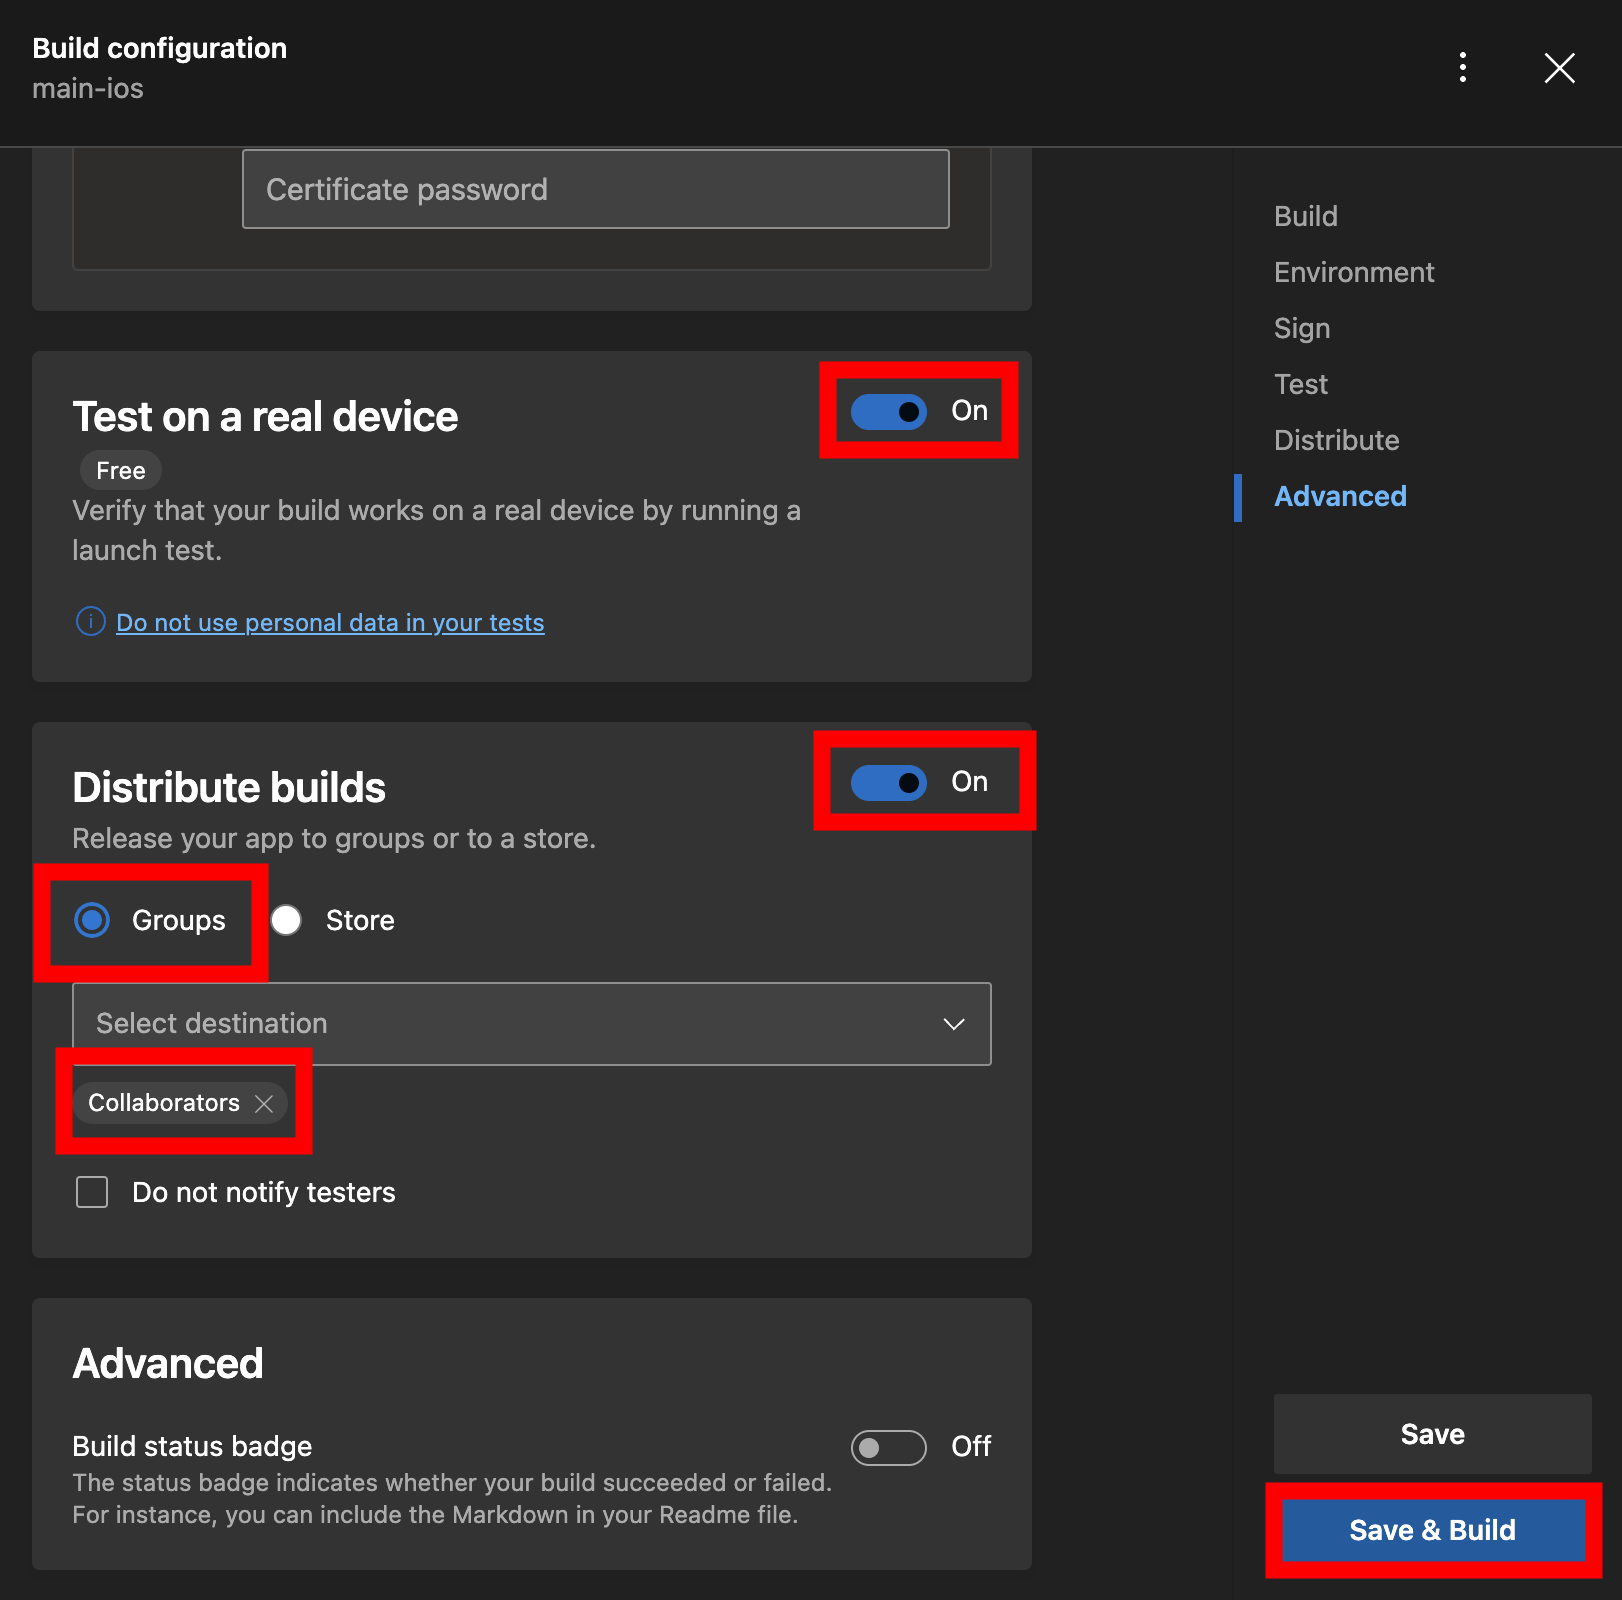 Build configuration
main-ios
Certificate password
Test on a real device
On
Free
Verify that your build works on a real device by running a
launch test.
Do not use personal data in your tests
Distribute builds
On
Release your app to groups or to a store.
Groups
Store
Select destination
Collaborators
Do not notify testers
Advanced
Build status badge
Off
The status badge indicates whether your build succeeded or failed.
For instance, you can include the Markdown in your Readme file.
Build
Environment
Sign
Test
Distribute
Advanced
Save
Save & Build